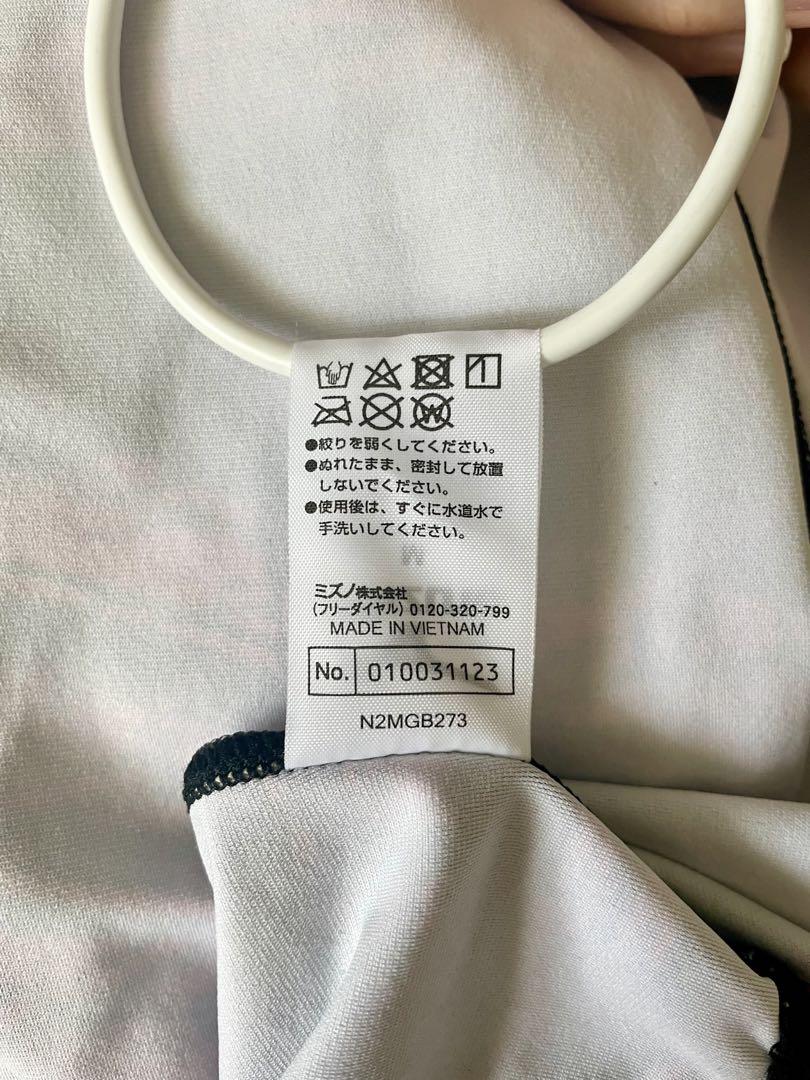 ●絞りを弱くしてください。
●ぬれたまま、密封して放置
しないでください。
●使用後は、すぐに水道水で
手洗いしてください。
ミズノ株式会社
(フリーダイヤル) 0120-320-799
MADE IN VIETNAM
No. 010031123
N2MGB273